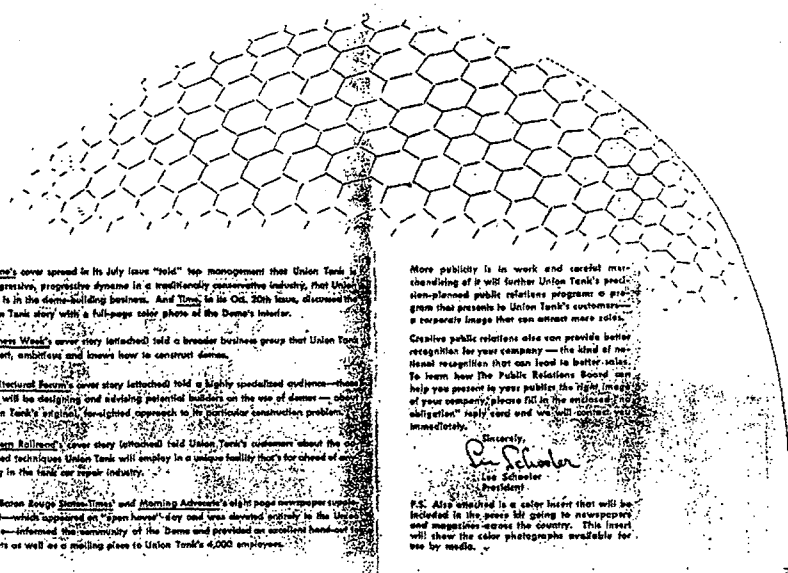 ne's cover spread in its July issue "told" top management that Union Tank is
gressive, progressive dynamo in a traditionally conservative industry, that Union
is in the dome-building business. And Time, in its Oct. 20th issue, discussed the
n Tank story with a full-page color photo of the Dome's interior.
ness Week's cover story (attached) told a broader business group that Union Tank
ert, ambitious and knows how to construct domes.
itectural Forum's cover story (attached) told a highly specialized audience—those
will be designing and advising potential builders on the use of domes — about
n Tank's original, far-sighted approach to its particular construction problem.
ern Railroad's cover story (attached) told Union Tank's customers about the
ed techniques Union Tank will employ in a unique facility that's far ahead of
g in the tank car repair industry.
Baton Rouge States-Times' and Morning Advocate's eight page newspaper
—which appeared on "open house" day and was devoted entirely to the Union
e— informed the community of the Dome and provided an excellent hand-out to
ts as well as a mailing piece to Union Tank's 4,000 employees.
More publicity is in work and careful mer-
chandising of it will further Union Tank's preci-
sion-planned public relations program: a pro-
gram that presents to Union Tank's customers—
a corporate image that can attract more sales.
Creative public relations also can provide better
recognition for your company — the kind of na-
tional recognition that can lead to better sales.
To learn how The Public Relations Board can
help you present to your publics the right image
of your company, please fill in the enclosed "no
obligation" reply card and we will contact you
immediately.
Sincerely,
Lee Schooler
Lee Schooler
President
P.S. Also attached is a color insert that will be
included in the press kit going to newspapers
and magazines across the country. This insert
will show the color photographs available for
use by media.